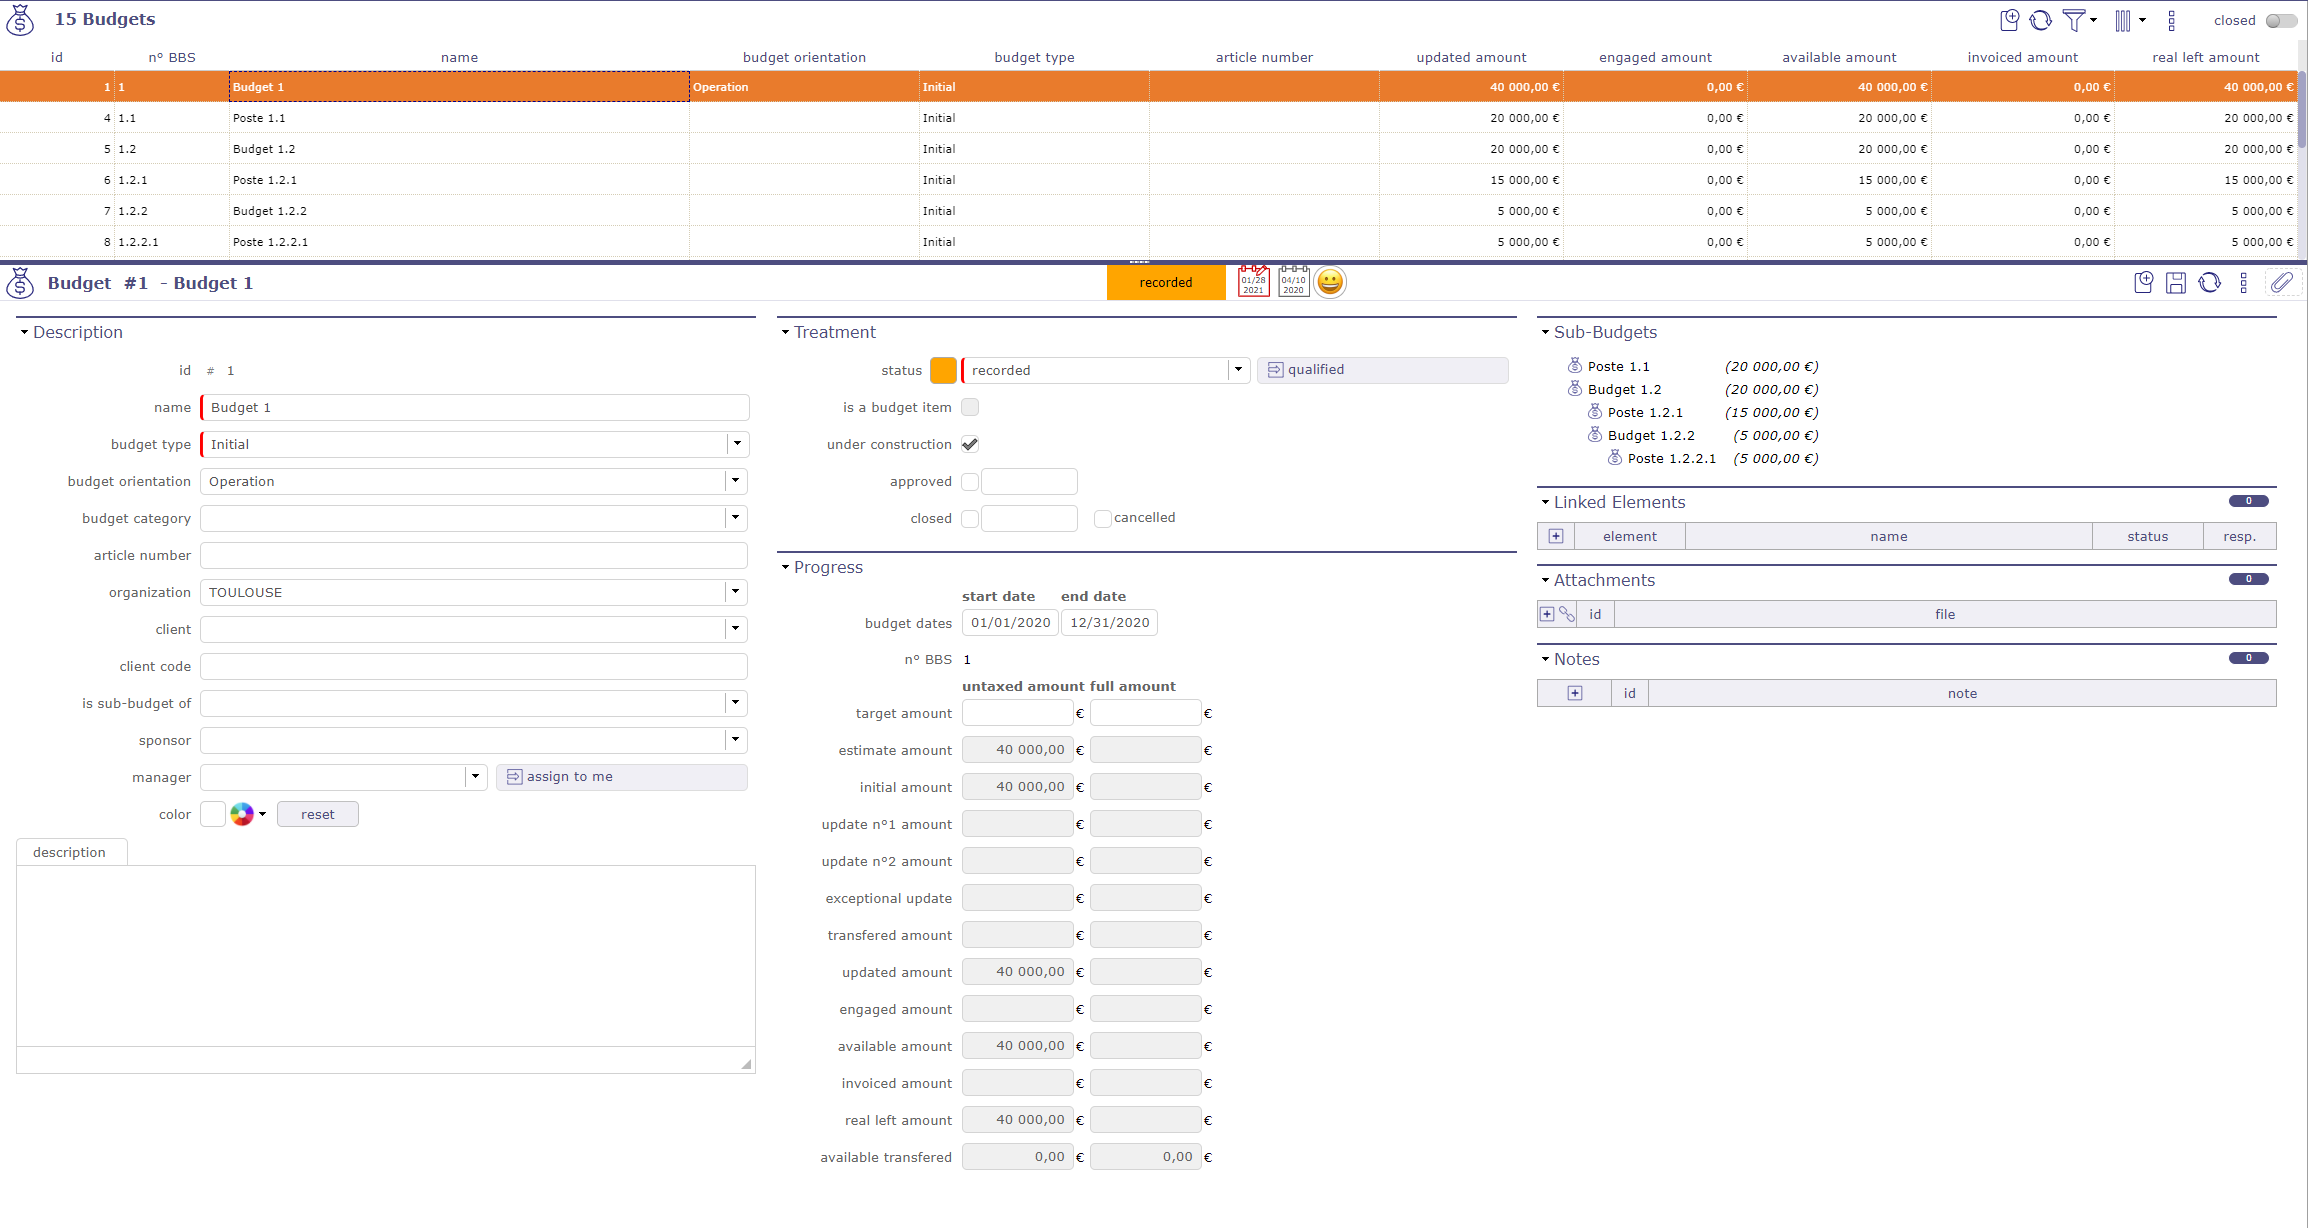 15 Budgets closed
id n° BBS name budget orientation budget type article number updated amount engaged amount available amount invoiced amount real left amount
1 1 Budget 1 Operation Initial 40 000,00 € 0,00 € 40 000,00 € 0,00 € 40 000,00 €
4 1.1 Poste 1.1 Initial 20 000,00 € 0,00 € 20 000,00 € 0,00 € 20 000,00 €
5 1.2 Budget 1.2 Initial 20 000,00 € 0,00 € 20 000,00 € 0,00 € 20 000,00 €
6 1.2.1 Poste 1.2.1 Initial 15 000,00 € 0,00 € 15 000,00 € 0,00 € 15 000,00 €
7 1.2.2 Budget 1.2.2 Initial 5 000,00 € 0,00 € 5 000,00 € 0,00 € 5 000,00 €
8 1.2.2.1 Poste 1.2.2.1 Initial 5 000,00 € 0,00 € 5 000,00 € 0,00 € 5 000,00 €
Budget #1 - Budget 1 recorded
01/28
2021
04/10
2020
Description
id # 1
name Budget 1
budget type Initial
budget orientation Operation
budget category
article number
organization TOULOUSE
client
client code
is sub-budget of
sponsor
manager assign to me
color reset
description
Treatment
status recorded qualified
is a budget item
under construction
approved
closed cancelled
Progress
start date end date
budget dates 01/01/2020 12/31/2020
n° BBS 1
untaxed amount full amount
target amount € €
estimate amount 40 000,00 € €
initial amount 40 000,00 € €
update n°1 amount € €
update n°2 amount € €
exceptional update € €
transfered amount € €
updated amount 40 000,00 € €
engaged amount € €
available amount 40 000,00 € €
invoiced amount € €
real left amount 40 000,00 € €
available transfered 0,00 € 0,00 €
Sub-Budgets
Poste 1.1 (20 000,00 €)
Budget 1.2 (20 000,00 €)
Poste 1.2.1 (15 000,00 €)
Budget 1.2.2 (5 000,00 €)
Poste 1.2.2.1 (5 000,00 €)
Linked Elements 0
element name status resp.
Attachments 0
id file
Notes 0
id note